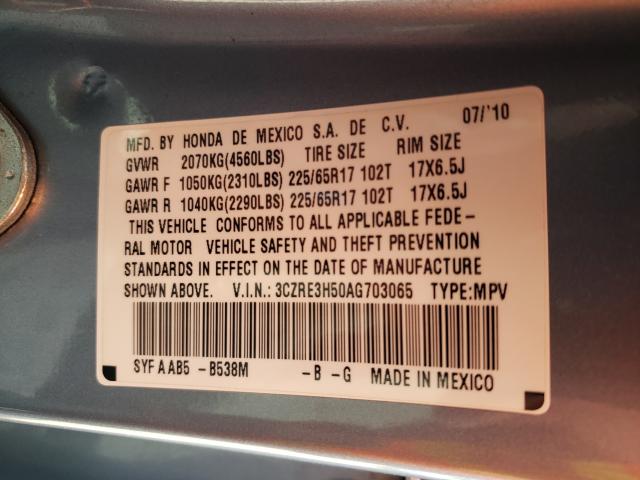 MFD. BY HONDA DE MEXICO S.A. DE C.V. 07/'10
GVWR 2070KG(4560LBS) TIRE SIZE RIM SIZE
GAWR F 1050KG(2310LBS) 225/65R17 102T 17X6.5J
GAWR R 1040KG(2290LBS) 225/65R17 102T 17X6.5J
THIS VEHICLE CONFORMS TO ALL APPLICABLE FEDE-
RAL MOTOR VEHICLE SAFETY AND THEFT PREVENTION
STANDARDS IN EFFECT ON THE DATE OF MANUFACTURE
SHOWN ABOVE. V.I.N.: 3CZRE3H50AG703065 TYPE:MPV
SYF A AB5 -B538M -B -G MADE IN MEXICO